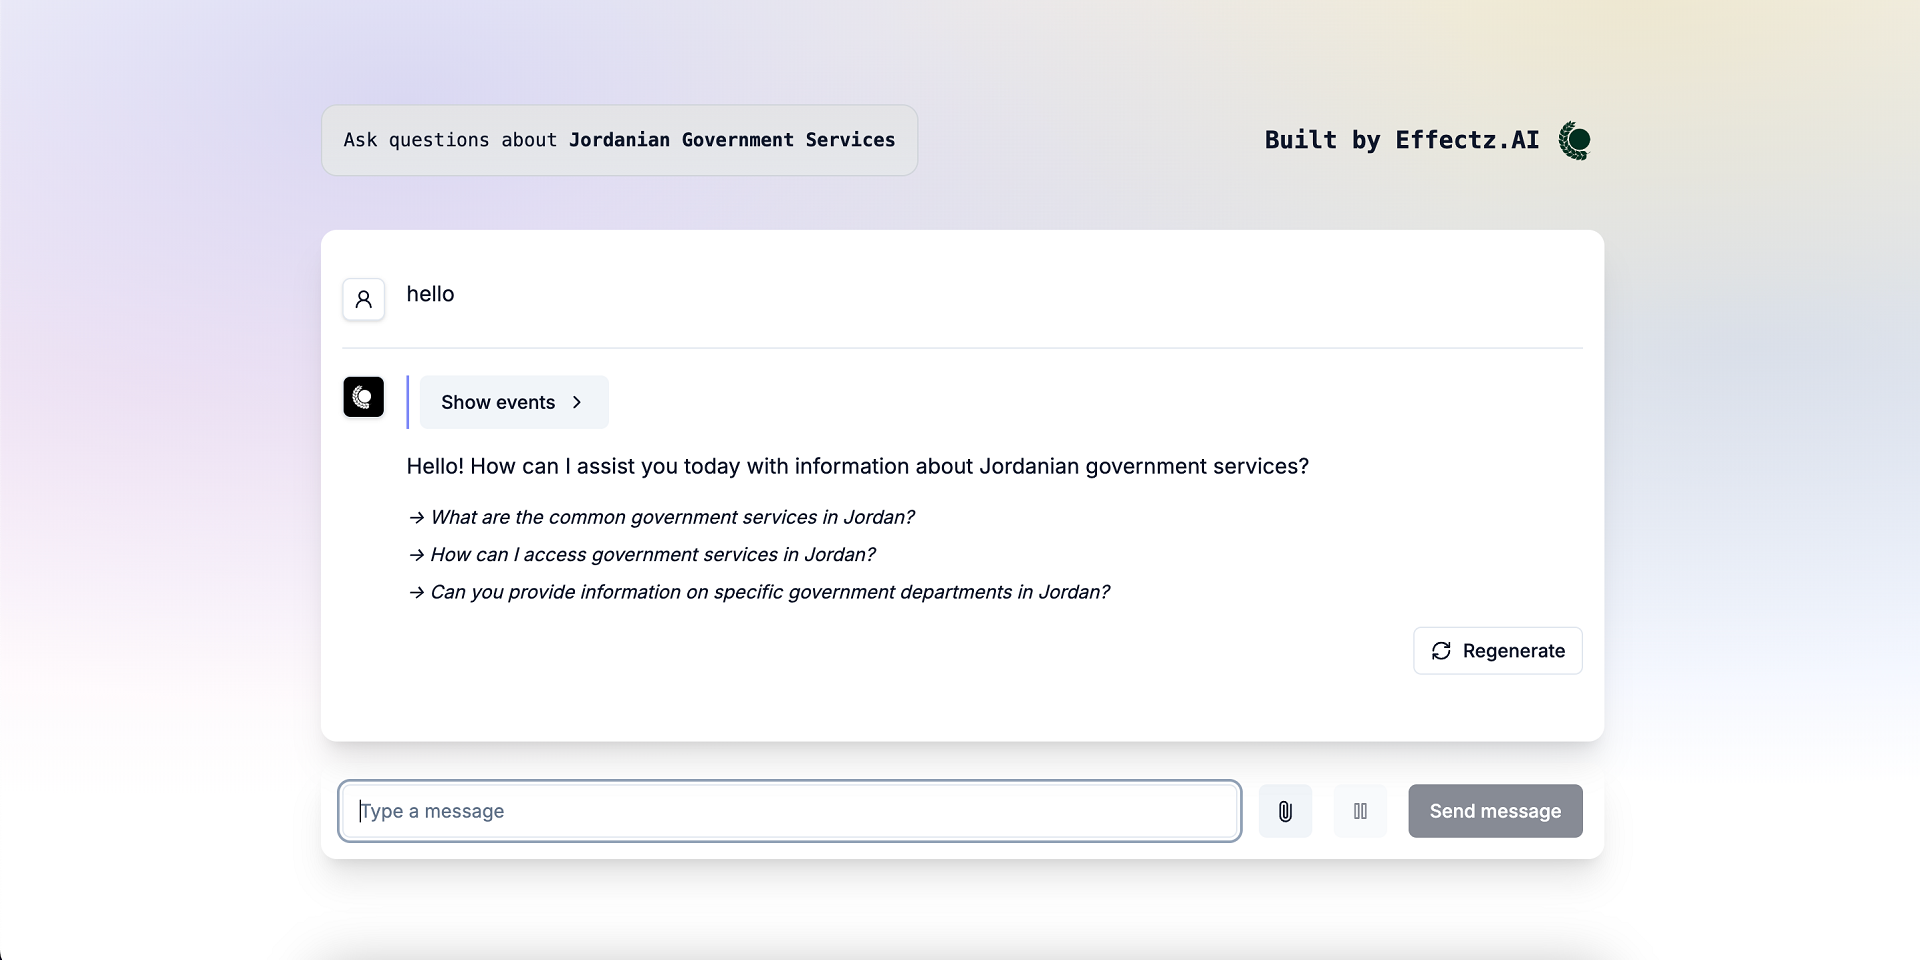 Ask questions about Jordanian Government Services
Built by Effectz.AI
hello
Show events
Hello! How can I assist you today with information about Jordanian government services?
→ What are the common government services in Jordan?
→ How can I access government services in Jordan?
→ Can you provide information on specific government departments in Jordan?
Regenerate
Type a message
Send message